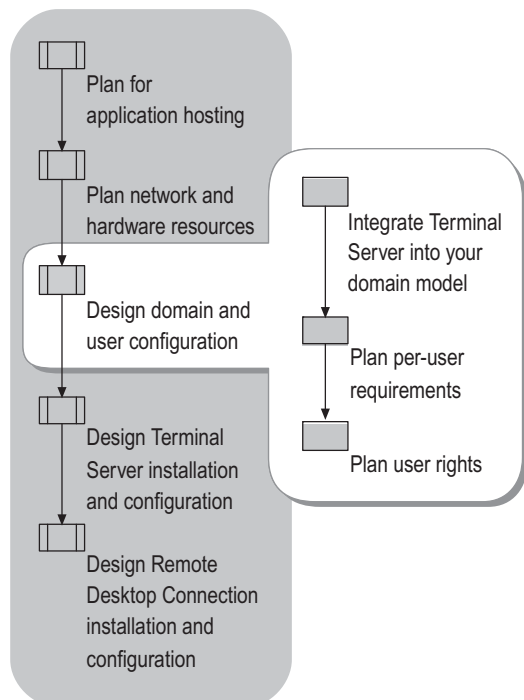 Plan for
application hosting
Plan network and
hardware resources
Design domain and
user configuration
Design Terminal
Server installation
and configuration
Design Remote
Desktop Connection
installation and
configuration
Integrate Terminal
Server into your
domain model
Plan per-user
requirements
Plan user rights